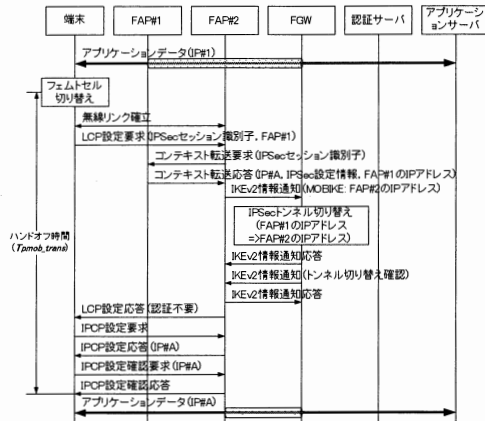 端末
FAP#1
FAP#2
FGW
認証サーバ
アプリケーシ
ョンサーバ
アプリケーションデータ(IP#1)
フェムトセル
切り替え
無線リンク確立
LCP設定要求(IPSecセッション識別子, FAP#1)
コンテキスト転送要求(IPSecセッション識別子)
コンテキスト転送応答(IP#A, IPSec設定情報, FAP#1のIPアドレス)
IKEv2情報通知(MOBIKE: FAP#2のIPアドレス)
ハンドオフ時間
(Tpmob_trans)
IPSecトンネル切り替え
(FAP#1のIPアドレス
=>FAP#2のIPアドレス)
IKEv2情報通知応答
IKEv2情報通知(トンネル切り替え確認)
IKEv2情報通知応答
LCP設定応答(認証不要)
IPCP設定要求
IPCP設定応答(IP#A)
IPCP設定確認要求(IP#A)
IPCP設定確認応答
アプリケーションデータ(IP#A)